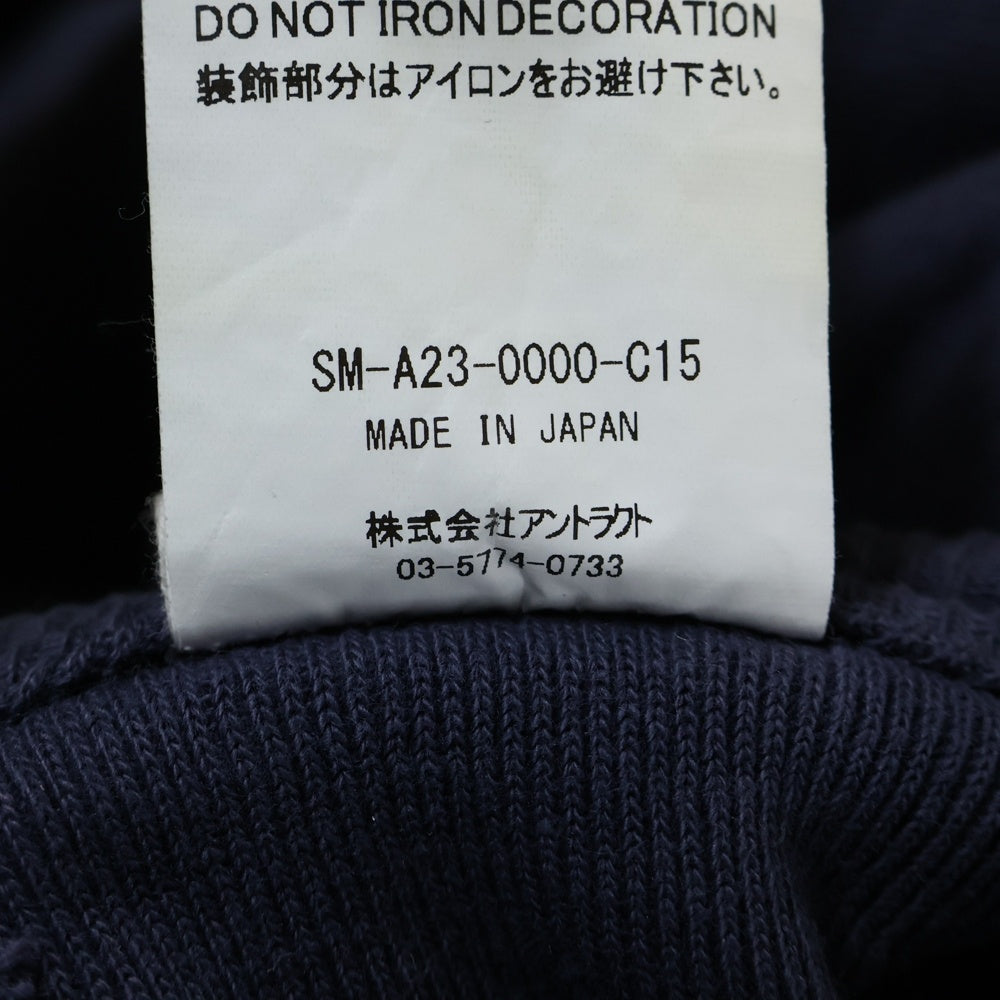 DO NOT IRON DECORATION
装飾部分はアイロンをお避け下さい。
SM-A23-0000-C15
MADE IN JAPAN
株式会社アントラクト
03-5774-0733